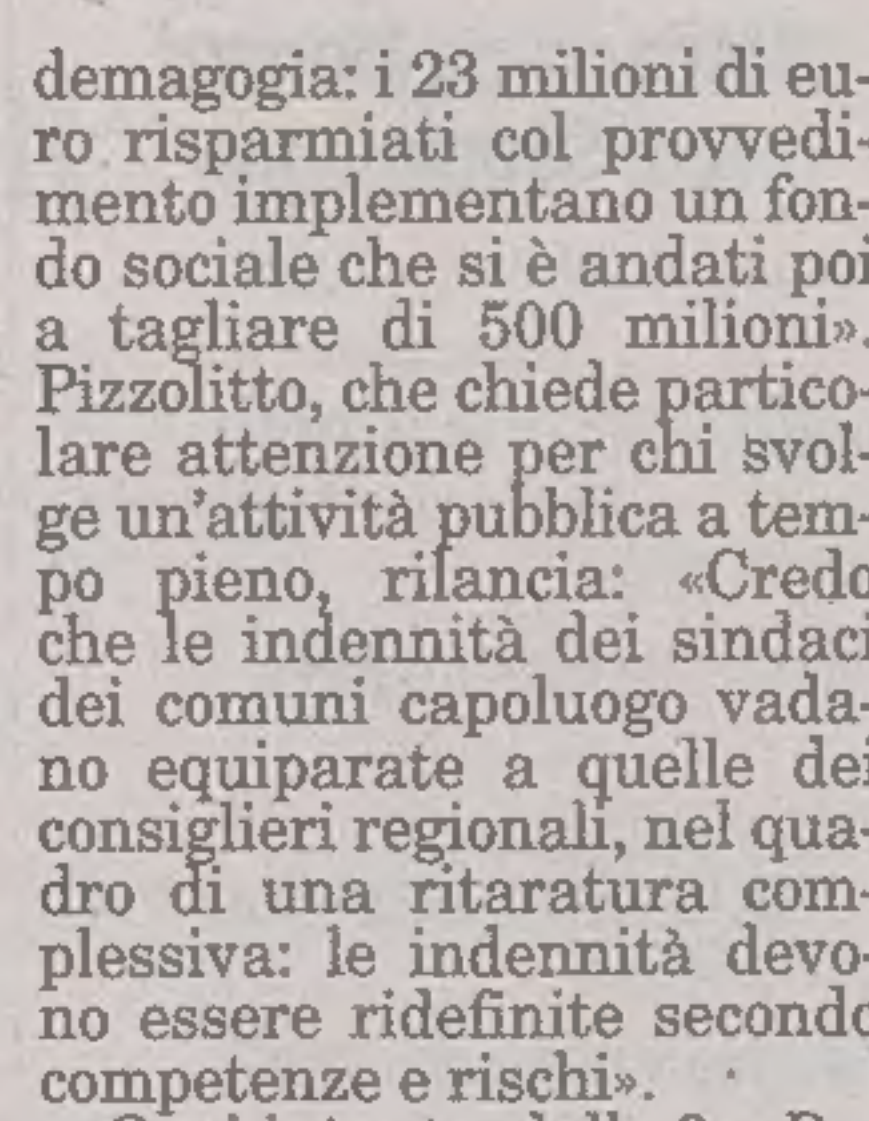 demagogia: i 23 milioni di eu-
ro risparmiati col provvedi-
mento implementano un fon-
do sociale che si è andati poi
a tagliare di 500 milioni».
Pizzolitto, che chiede partico-
lare attenzione per chi svol-
ge un'attività pubblica a tem-
po pieno, rilancia: «Credo
che le indennità dei sindaci
dei comuni capoluogo vada-
no equiparate a quelle dei
consiglieri regionali, nel qua-
dro di una ritaratura com-
plessiva: le indennità devo-
no essere ridefinite secondo
competenze e rischi».